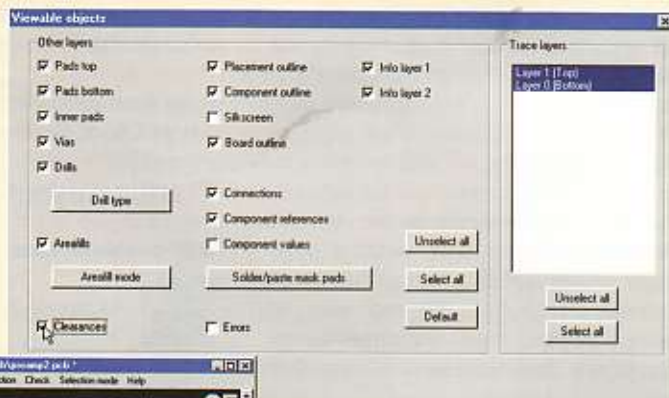 Viewable objects
Other layers
Pads top
Pads bottom
Inner pads
Vias
Drills
Drill type
Areafills
Areafill mode
Clearances
Placement outline
Component outline
Silkscreen
Board outline
Connections
Component references
Component values
Solder/paste mask pads
Errors
Info layer 1
Info layer 2
Unselect all
Select all
Default
Trace layers
Layer 1 (Top)
Layer 0 (Bottom)
Unselect all
Select all
preamp2.pcb *
Check Selection mode Help